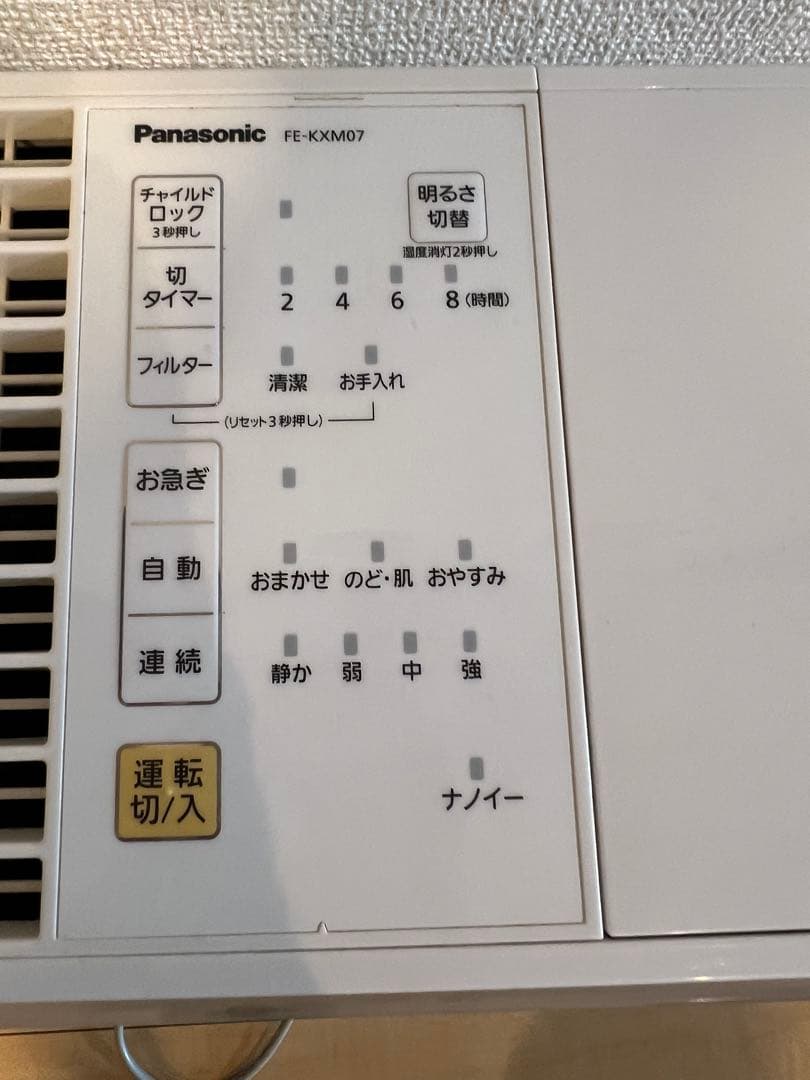 Panasonic FE-KXM07
チャイルド
ロック
3秒押し
明るさ
切替
湿度消灯2秒押し
切
タイマー
2 4 6 8(時間)
フィルター
清潔 お手入れ
(リセット3秒押し)
お急ぎ
自動
おまかせ のど・肌 おやすみ
連続
静か 弱 中 強
運転
切/入
ナノイー